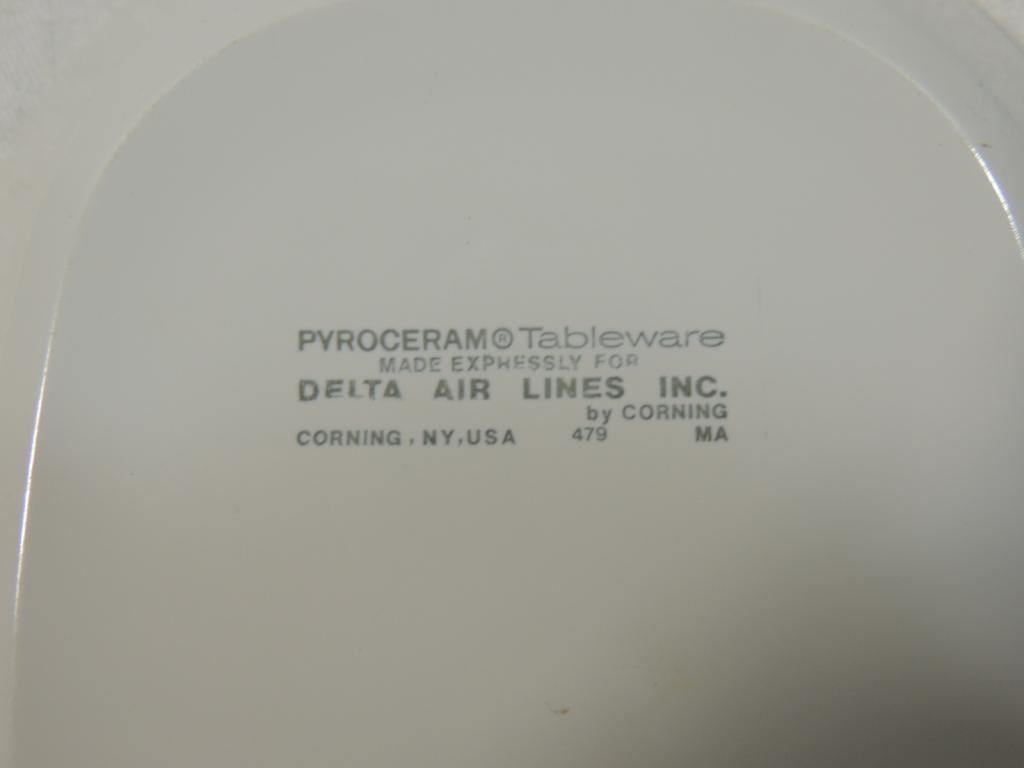 PYROCERAM® Tableware
MADE EXPRESSLY FOR
DELTA AIR LINES INC.
by CORNING
CORNING, NY, USA 479 MA